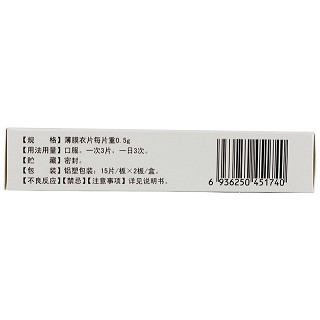 【规　格】薄膜衣片每片重0.5g
【用法用量】口服。一次3片，一日3次。
【贮　藏】密封。
【包　装】铝塑包装：15片/板×2板/盒。
【不良反应】【禁忌】【注意事项】详见说明书。
6 936250 451740